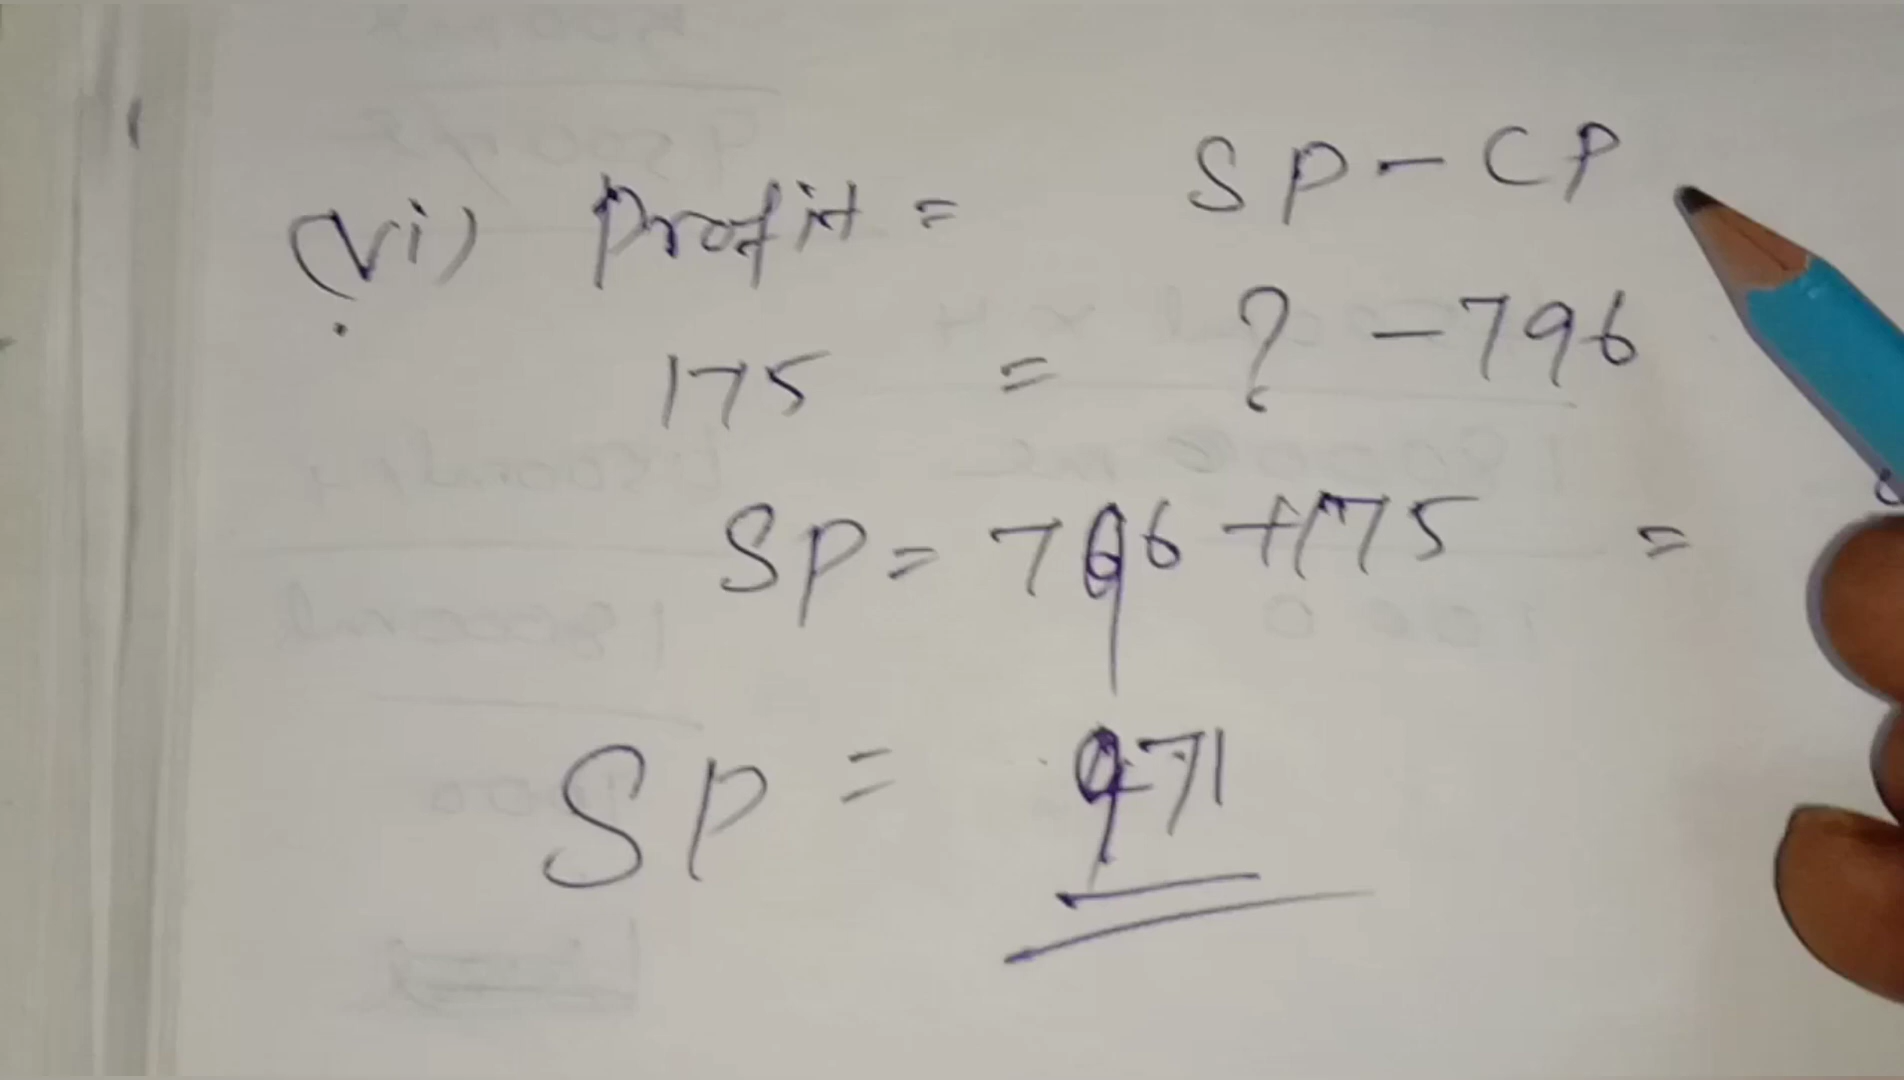 (vi) Profit = SP - CP
175 = ? - 796
SP = 796 + 175 =
SP = 971